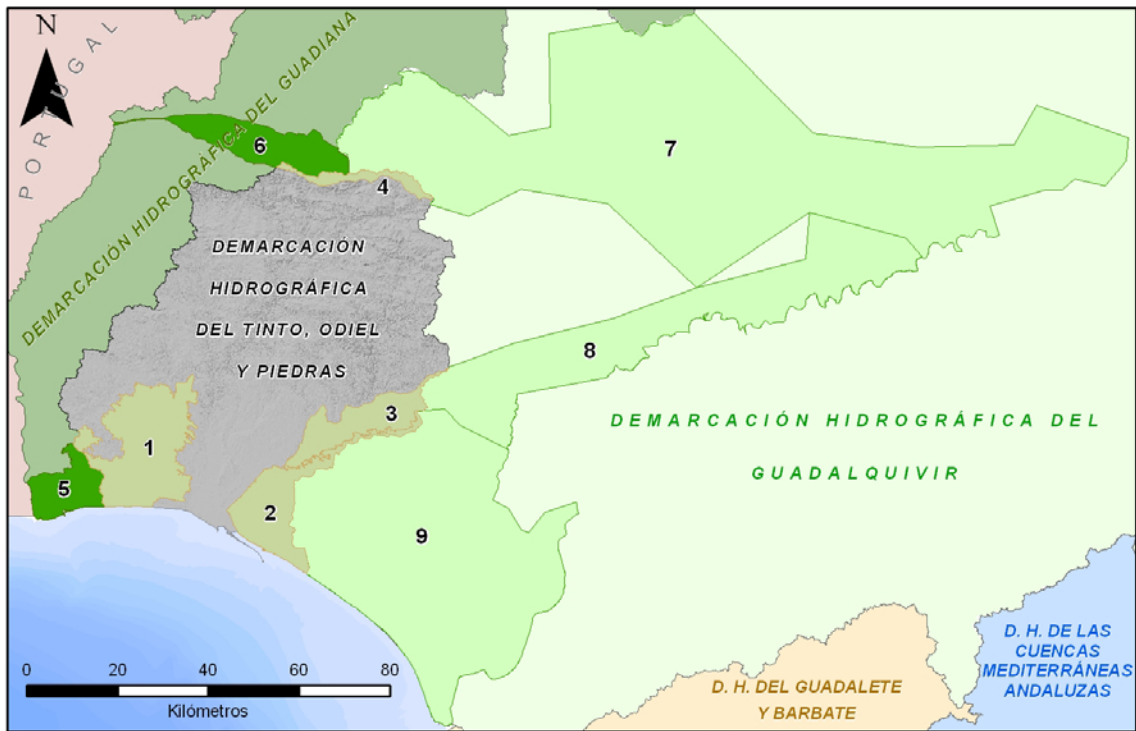 N
PORTUGAL
DEMARCACIÓN HIDROGRÁFICA DEL GUADIANA
6
7
4
DEMARCACIÓN
HIDROGRÁFICA
DEL TINTO, ODIEL
Y PIEDRAS
8
3
1
DEMARCACIÓN HIDROGRÁFICA DEL
GUADALQUIVIR
5
2
9
0 20 40 60 80
Kilómetros
D. H. DEL GUADALETE
Y BARBATE
D. H. DE LAS
CUENCAS
MEDITERRÁNEAS
ANDALUZAS